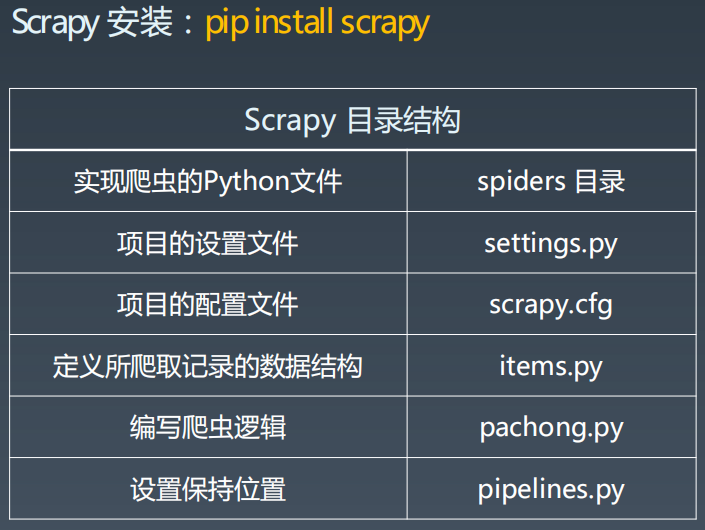 Scrapy 安装：pip install scrapy
Scrapy 目录结构
实现爬虫的Python文件 spiders 目录
项目的设置文件 settings.py
项目的配置文件 scrapy.cfg
定义所爬取记录的数据结构 items.py
编写爬虫逻辑 pachong.py
设置保持位置 pipelines.py